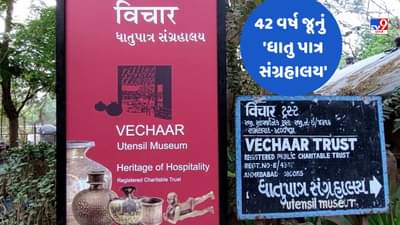 विचार
ધાતુપાત્ર સંગ્રહાલય
VECHAAR
Utensil Museum
Heritage of Hospitality
Registered Charitable Trust
42 વર્ષ જૂનું
'ધાતુ પાત્ર
સંગ્રહાલય'
TV9
વિચાર ટ્રસ્ટ
VECHAAR TRUST
REGISTERED PUBLIC CHARITABLE TRUST
AHMEDABAD
ધાતુપાત્ર સંગ્રહાલય
utensil museum